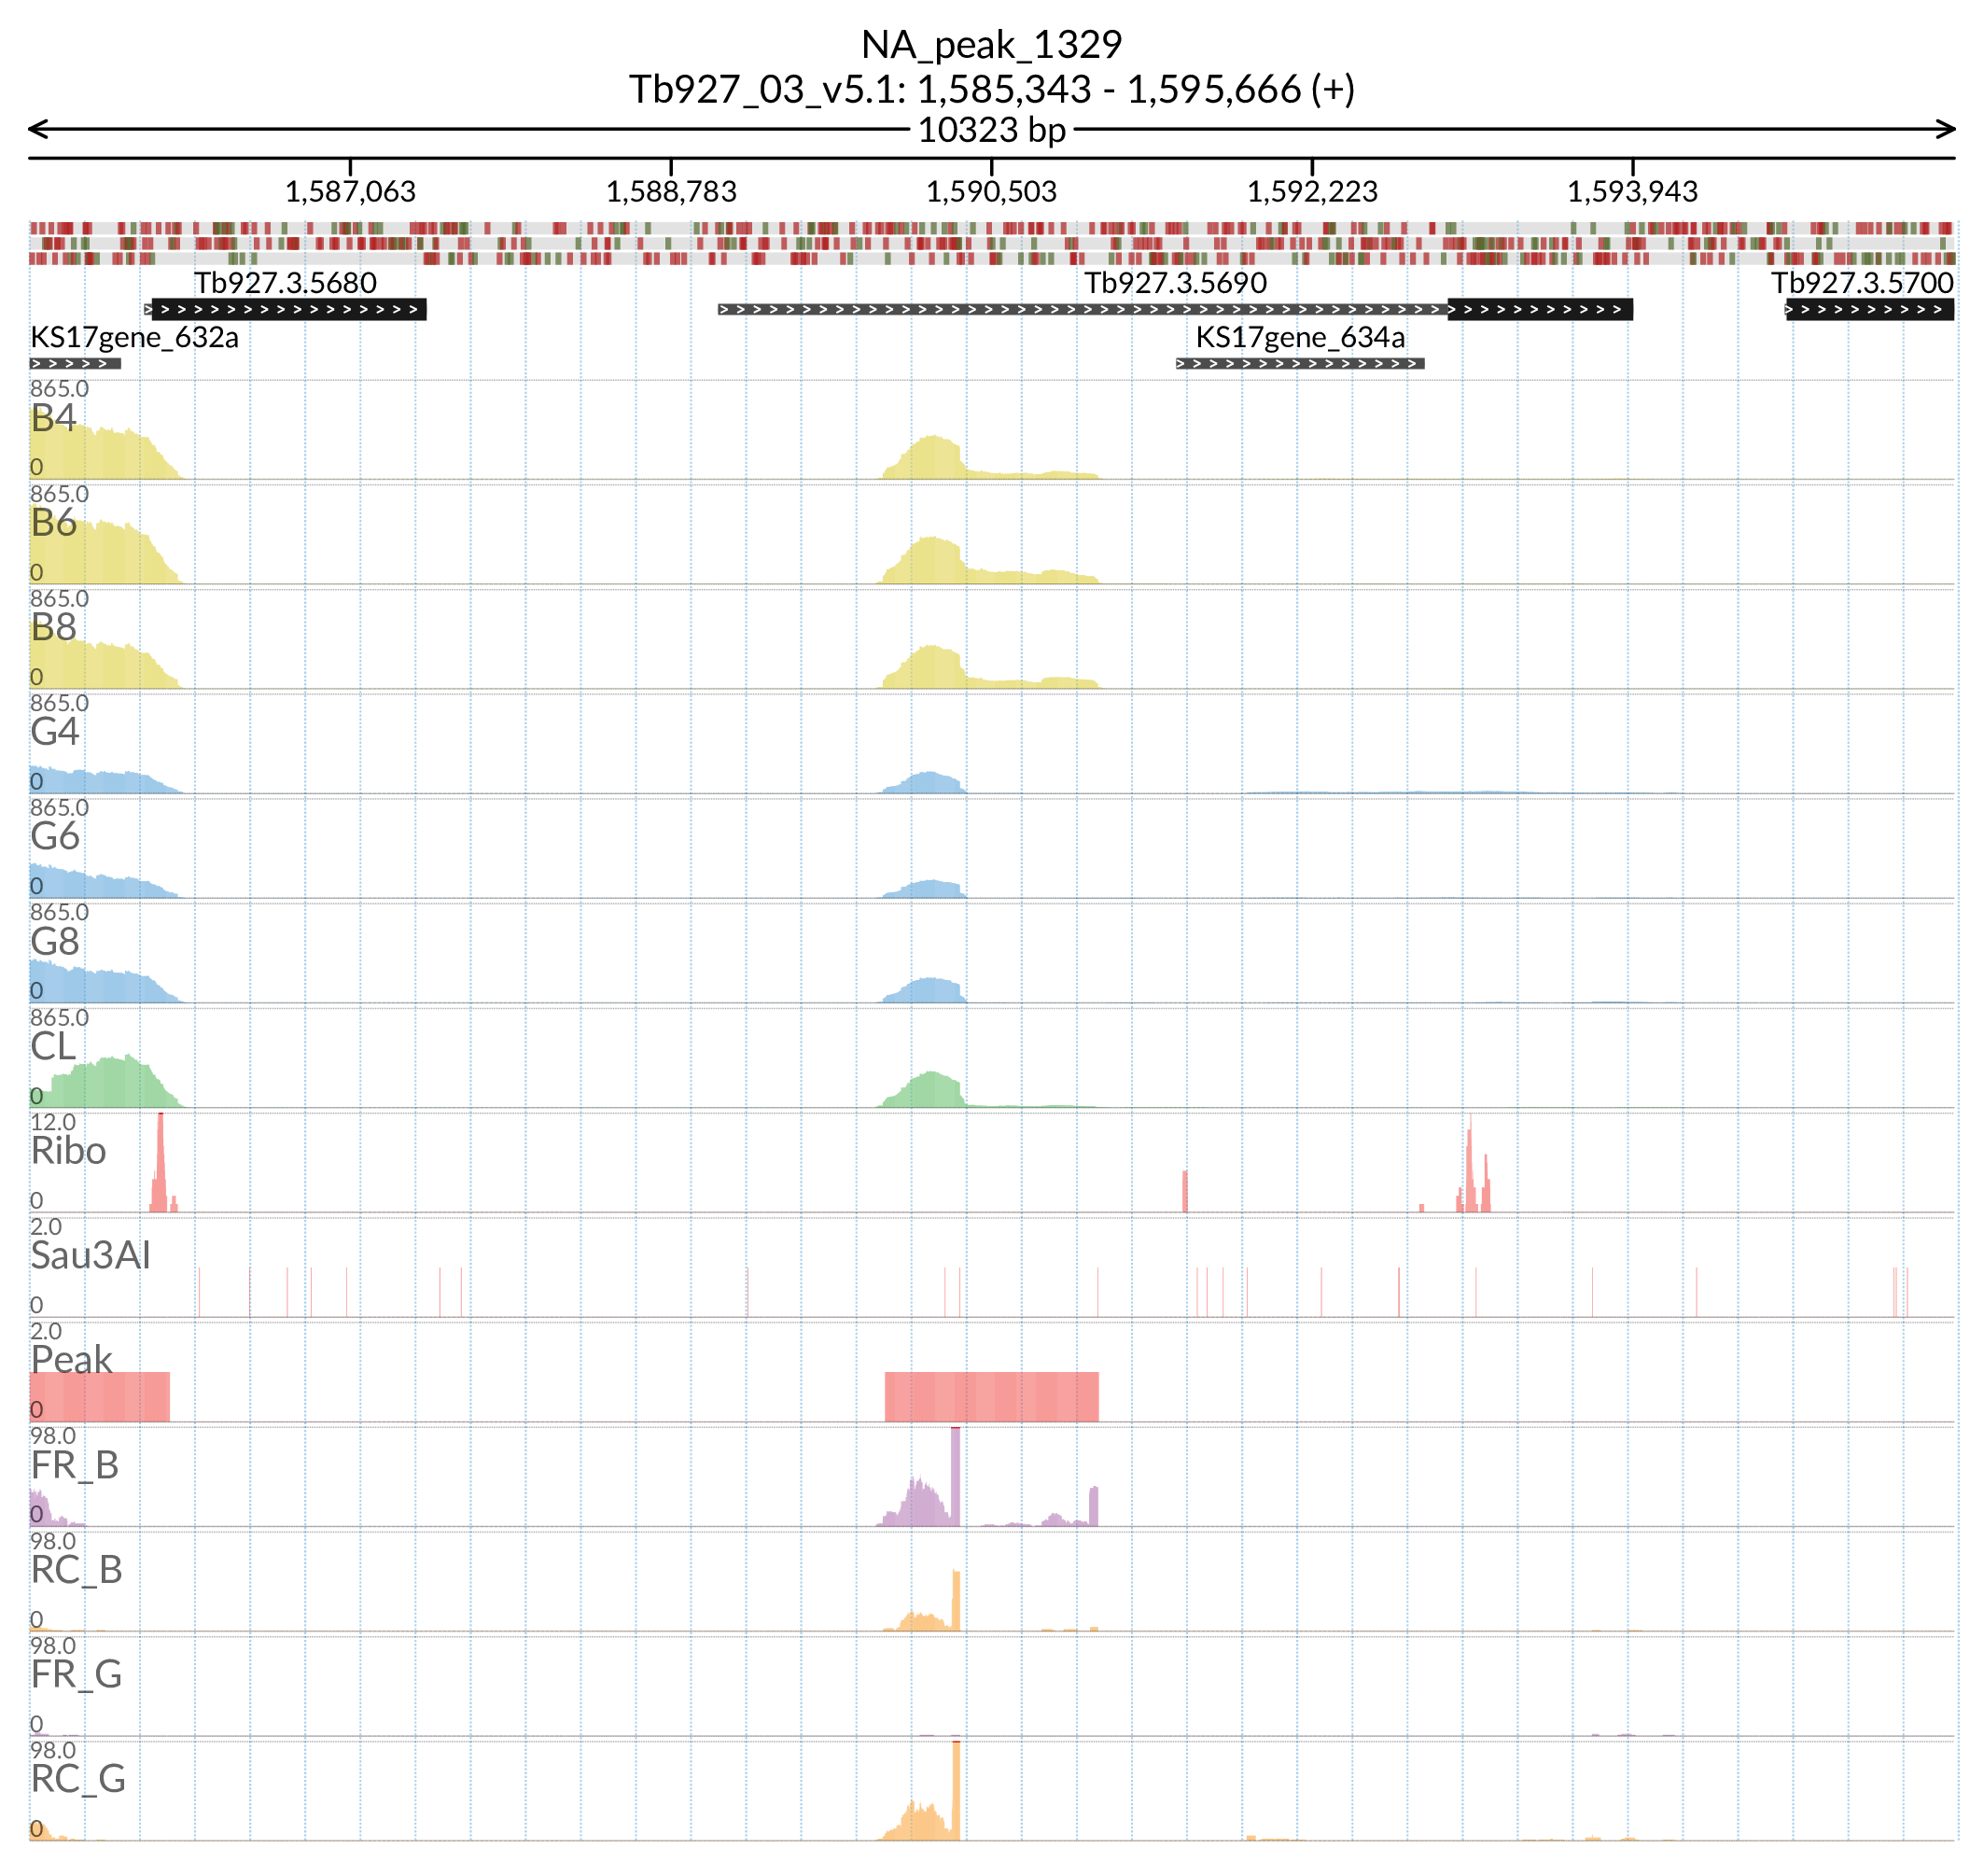 NA_peak_1329
Tb927_03_v5.1: 1,585,343 - 1,595,666 (+)
10323 bp
1,587,063 1,588,783 1,590,503 1,592,223 1,593,943
Tb927.3.5680 Tb927.3.5690 Tb927.3.5700
KS17gene_632a KS17gene_634a
865.0
B4
0
865.0
B6
0
865.0
B8
0
865.0
G4
0
865.0
G6
0
865.0
G8
0
865.0
CL
0
12.0
Ribo
0
2.0
Sau3AI
0
2.0
Peak
0
98.0
FR_B
0
98.0
RC_B
0
98.0
FR_G
0
98.0
RC_G
0